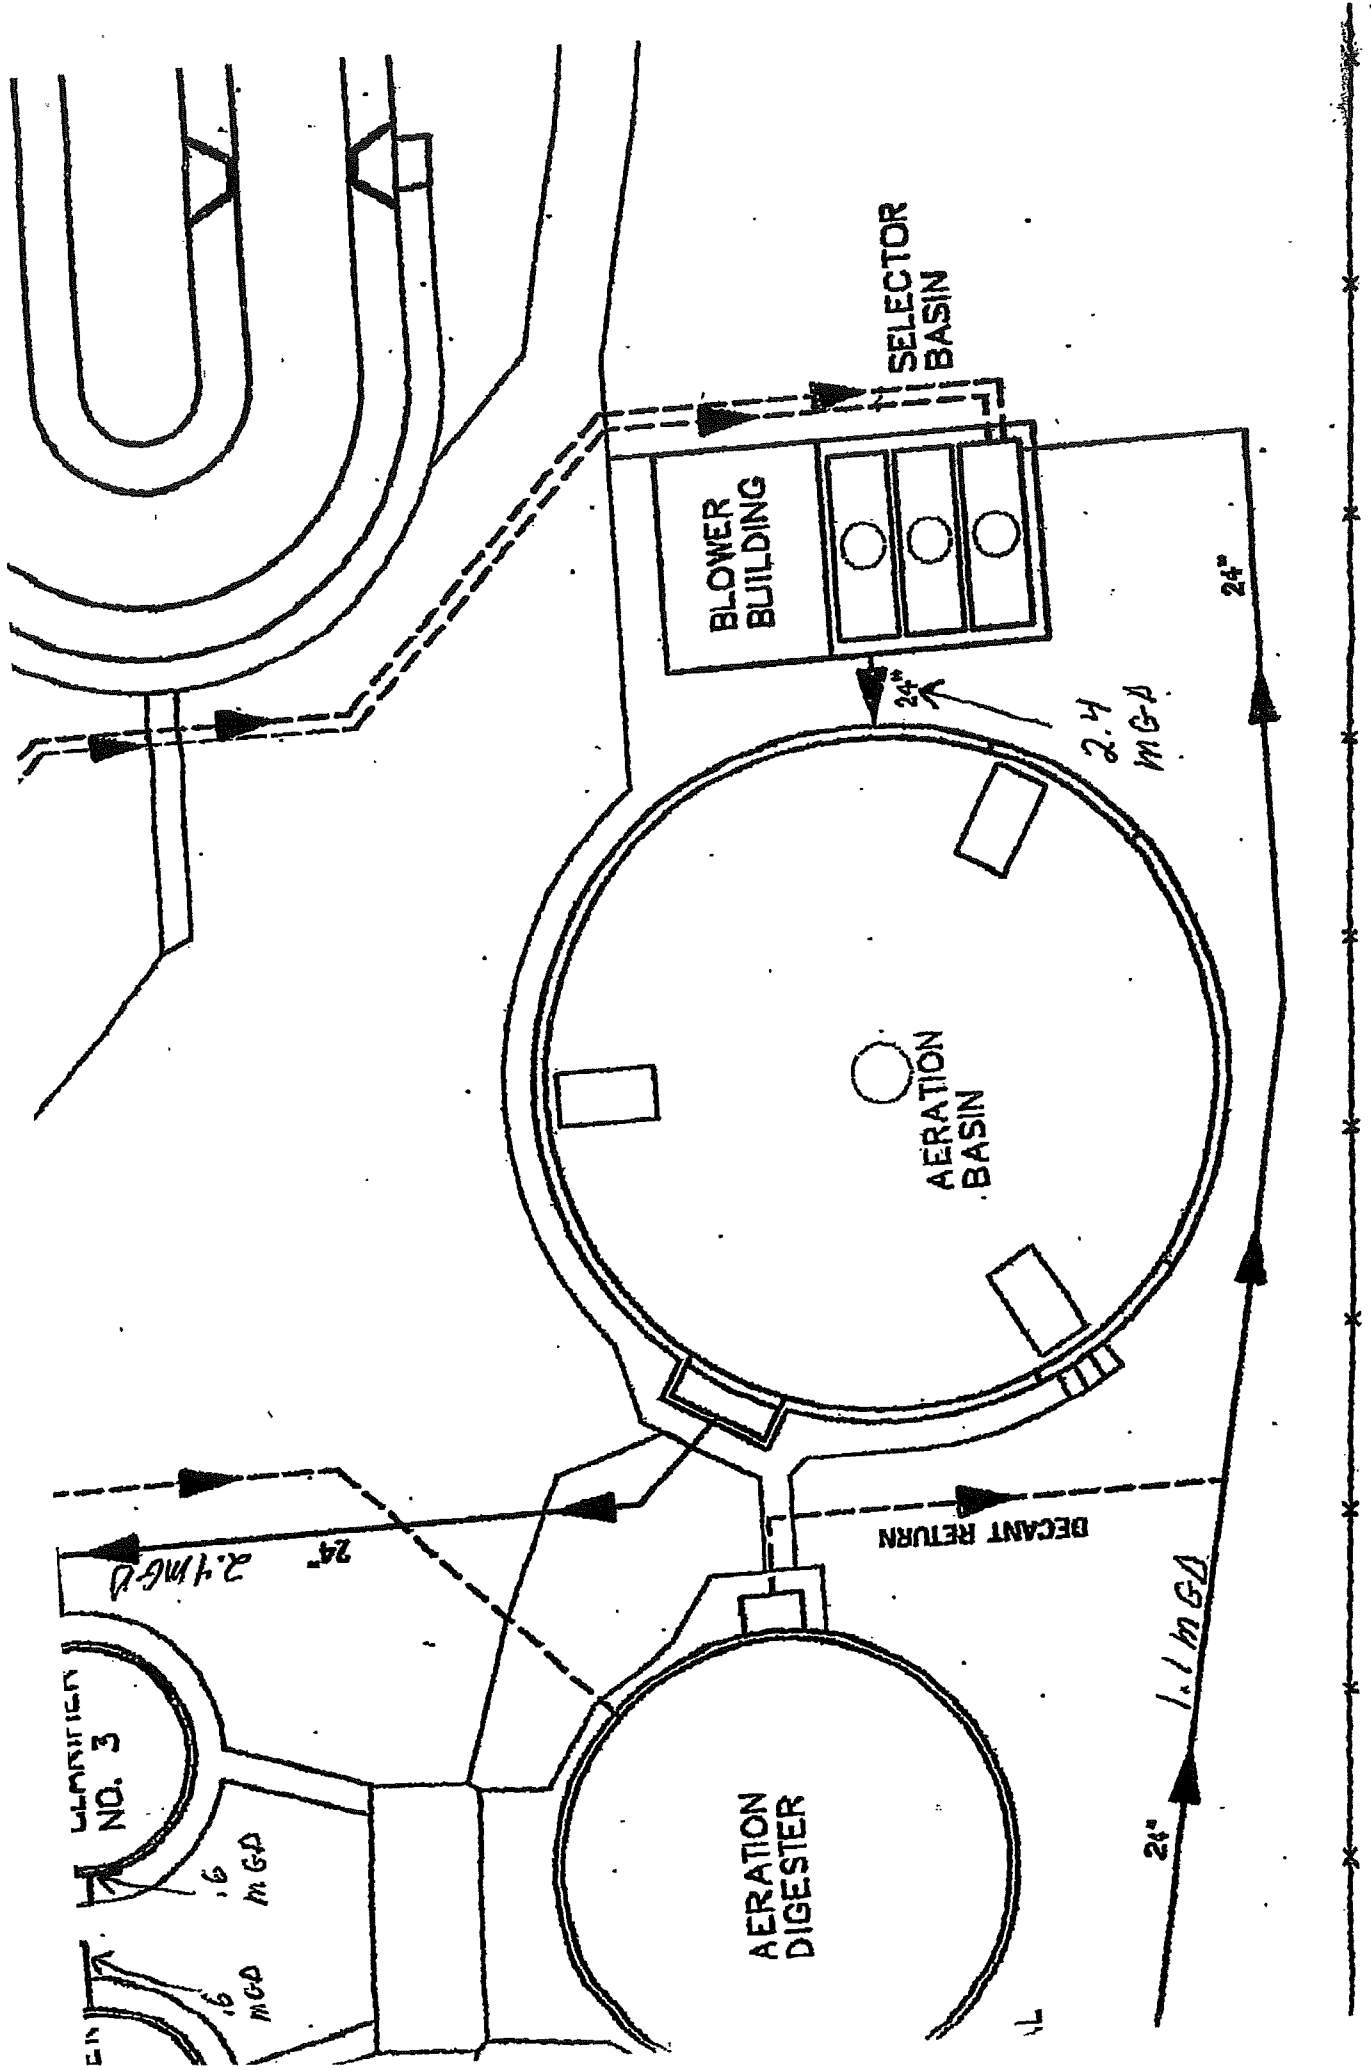 SELECTOR
BASIN
BLOWER
BUILDING
24"
24"
2.4
MGD
AERATION
BASIN
DECANT RETURN
24"
2.4 MGD
1.1 MGD
24"
CLARIFIER
NO. 3
.6
MGD
.6
MGD
AERATION
DIGESTER